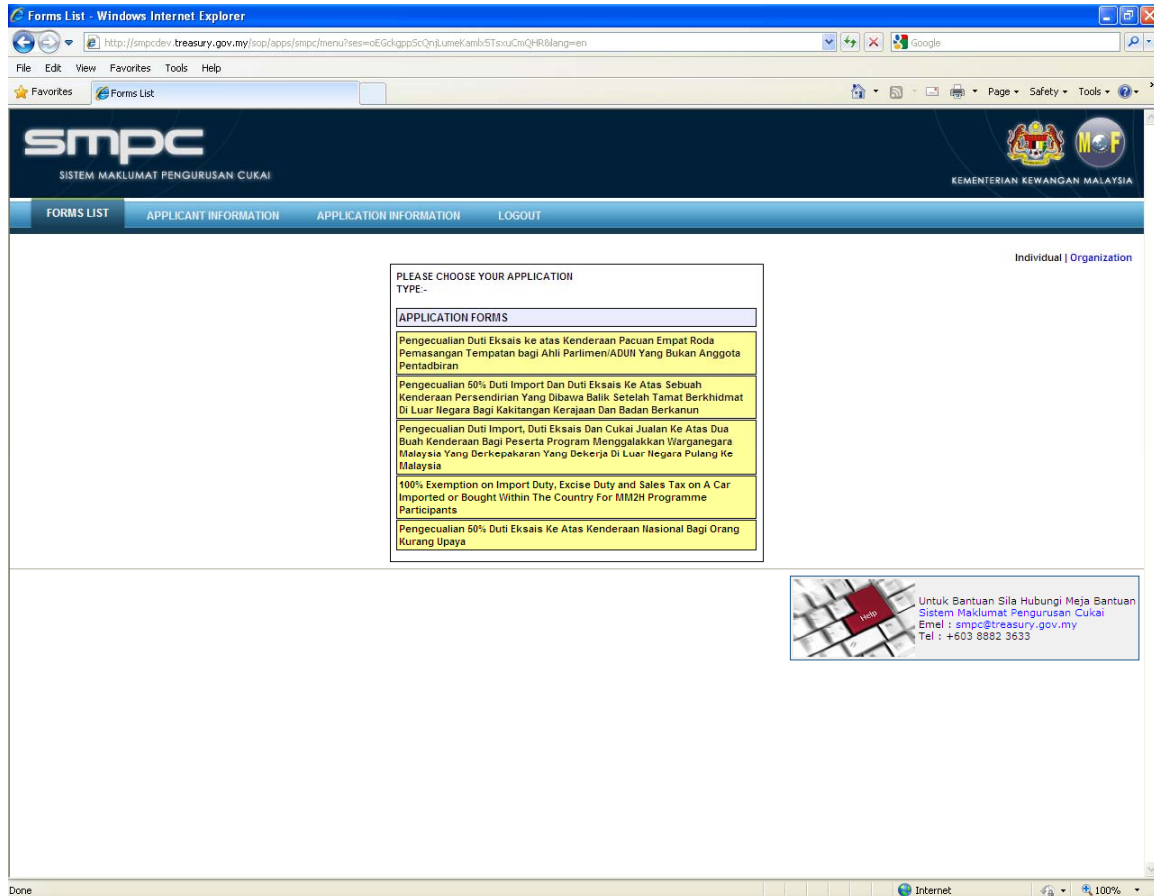 Forms List - Windows Internet Explorer
http://smpcdev.treasury.gov.my/sop/apps/smpc/menu?ses=
Google
File Edit View Favorites Tools Help
Favorites Forms List Page Safety Tools
smpc
SISTEM MAKLUMAT PENGURUSAN CUKAI
MOF
KEMENTERIAN KEWANGAN MALAYSIA
FORMS LIST APPLICANT INFORMATION APPLICATION INFORMATION LOGOUT
Individual | Organization
PLEASE CHOOSE YOUR APPLICATION
TYPE:-
APPLICATION FORMS
Pengecualian Duti Eksais ke atas Kenderaan Pacuan Empat Roda
Pemasangan Tempatan bagi Ahli Parlimen/ADUN Yang Bukan Anggota
Pentadbiran
Pengecualian 50% Duti Import Dan Duti Eksais Ke Atas Sebuah
Kenderaan Persendirian Yang Dibawa Balik Setelah Tamat Berkhidmat
Di Luar Negara Bagi Kakitangan Kerajaan Dan Badan Berkanun
Pengecualian Duti Import, Duti Eksais Dan Cukai Jualan Ke Atas Dua
Buah Kenderaan Bagi Peserta Program Menggalakkan Warganegara
Malaysia Yang Berkepakaran Yang Bekerja Di Luar Negara Pulang Ke
Malaysia
100% Exemption on Import Duty, Excise Duty and Sales Tax on A Car
Imported or Bought Within The Country For MM2H Programme
Participants
Pengecualian 50% Duti Eksais Ke Atas Kenderaan Nasional Bagi Orang
Kurang Upaya
Help
Untuk Bantuan Sila Hubungi Meja Bantuan
Sistem Maklumat Pengurusan Cukai
Emel : smpc@treasury.gov.my
Tel : +603 8882 3633
Done Internet 100%